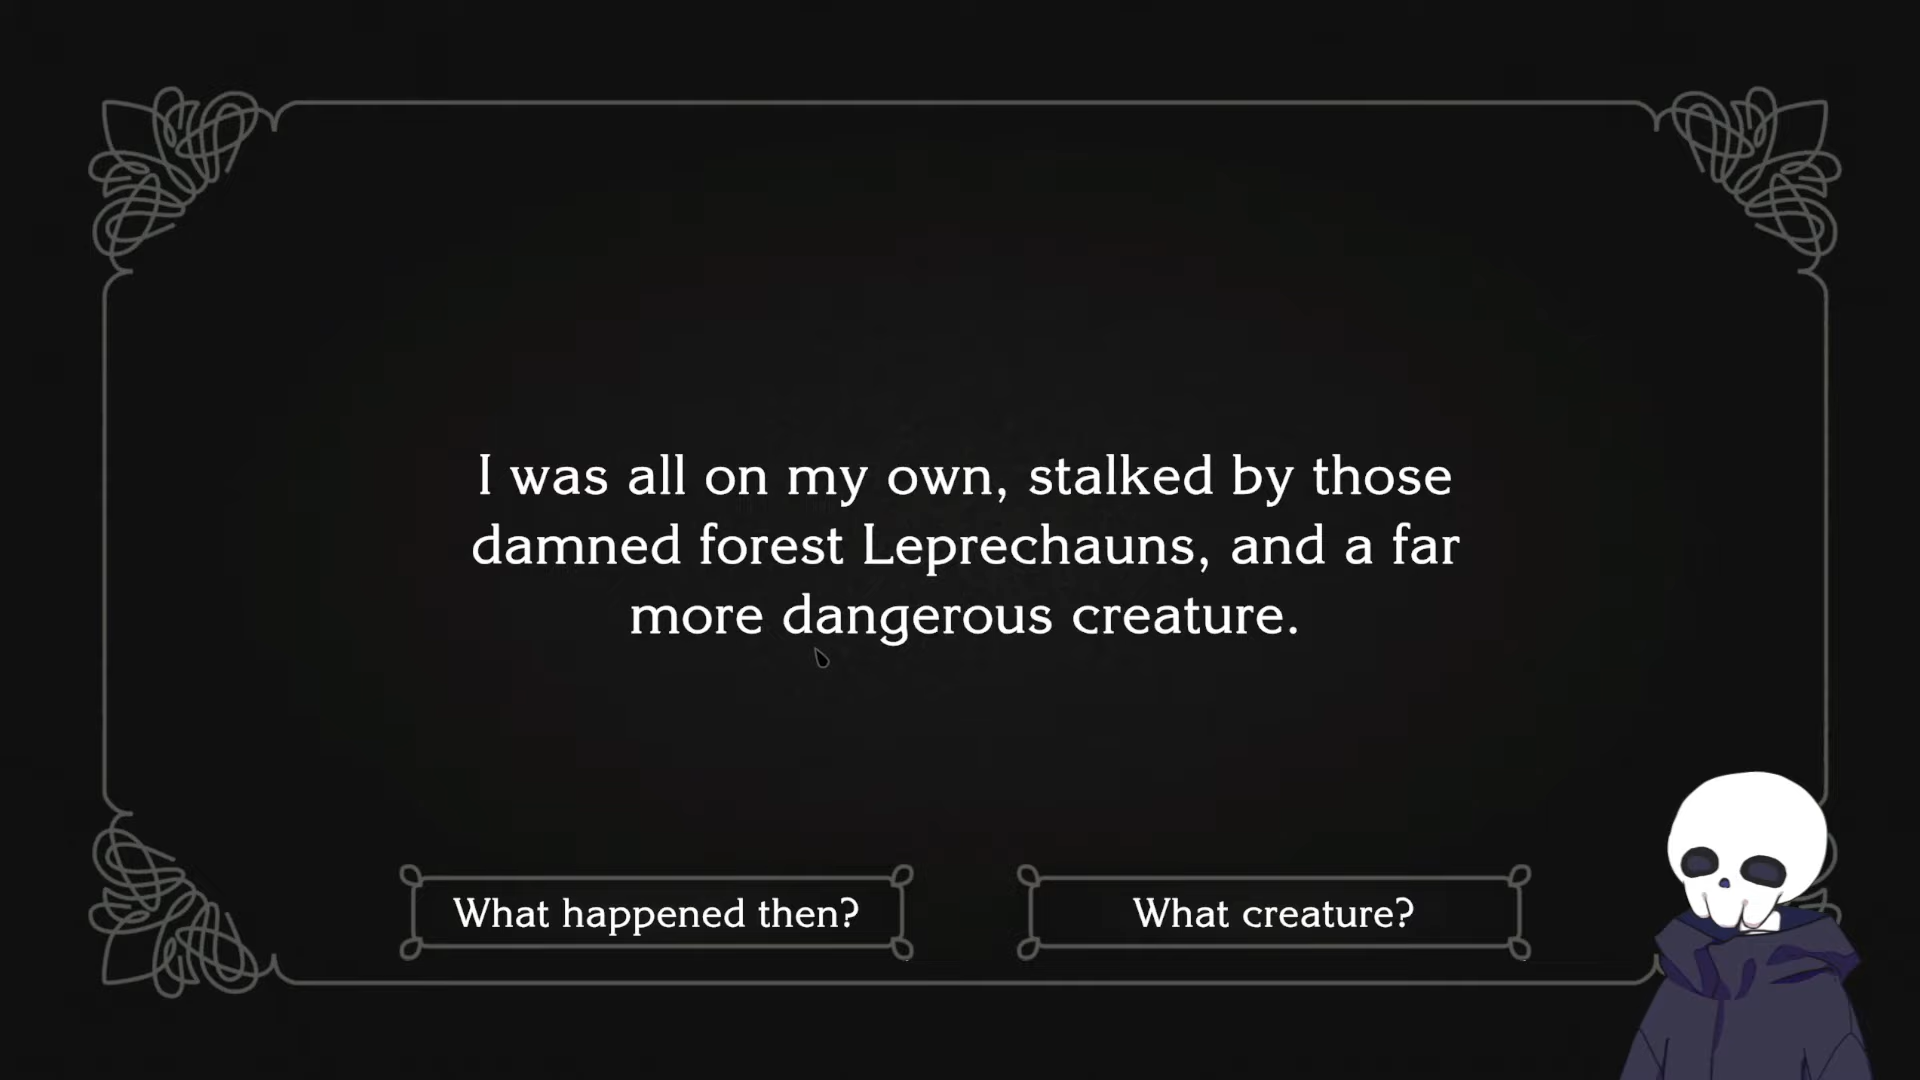 I was all on my own, stalked by those
damned forest Leprechauns, and a far
more dangerous creature.
What happened then?
What creature?